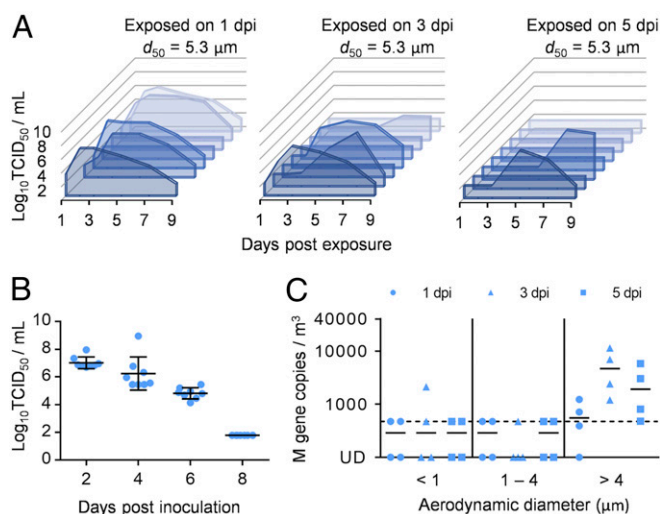 A
Exposed on 1 dpi
d50 = 5.3 µm
Exposed on 3 dpi
d50 = 5.3 µm
Exposed on 5 dpi
d50 = 5.3 µm
Log10TCID50 / mL
10
8
6
4
2
1 3 5 7 9
1 3 5 7 9
1 3 5 7 9
Days post exposure
B
Log10TCID50 / mL
10
8
6
4
2
0
2 4 6 8
Days post inoculation
C
1 dpi 3 dpi 5 dpi
M gene copies / m³
40000
10000
1000
UD
< 1 1 – 4 > 4
Aerodynamic diameter (µm)